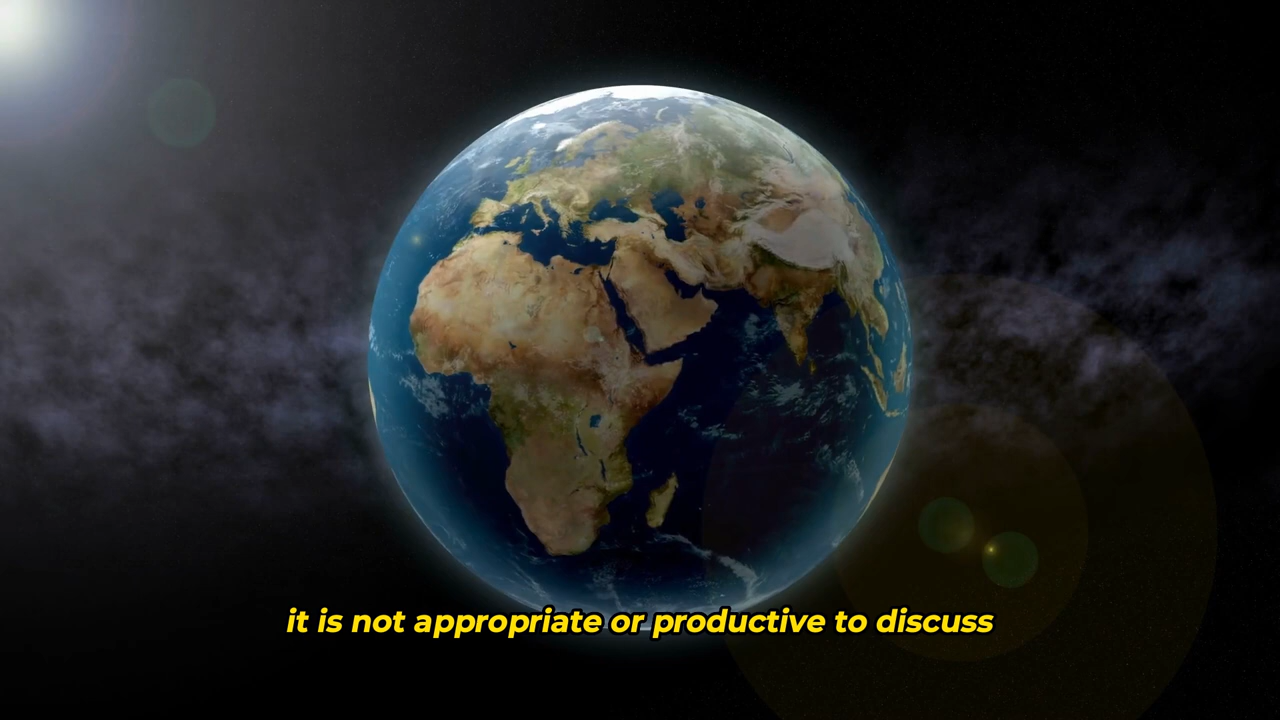 it is not appropriate or productive to discuss